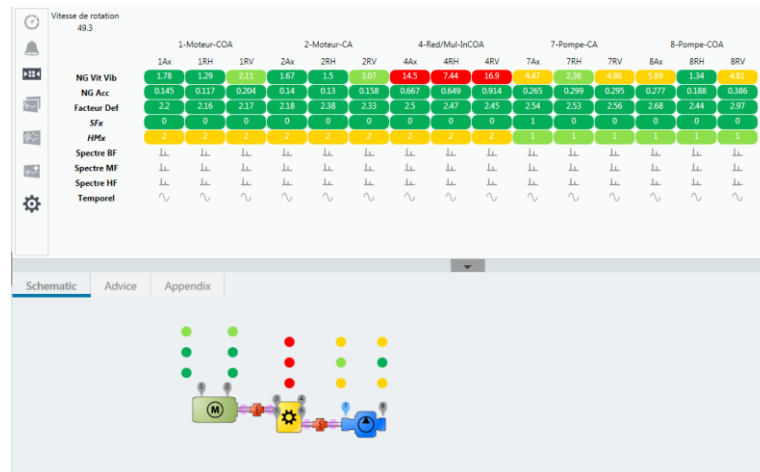 Vitesse de rotation
49.3
1-Moteur-COA 2-Moteur-CA 4-Red/Mul-InCOA 7-Pompe-CA 8-Pompe-COA
1Ax 1RH 1RV 2Ax 2RH 2RV 4Ax 4RH 4RV 7Ax 7RH 7RV 8Ax 8RH 8RV
NG Vit Vib 1.78 1.29 2.11 1.67 1.5 3.07 14.5 7.44 16.9 4.47 2.36 4.86 5.89 1.34 4.81
NG Acc 0.145 0.117 0.204 0.14 0.13 0.158 0.667 0.649 0.914 0.265 0.299 0.295 0.277 0.188 0.386
Facteur Def 2.2 2.16 2.17 2.18 2.38 2.33 2.5 2.47 2.45 2.54 2.53 2.56 2.68 2.44 2.97
SFx 0 0 0 0 0 0 0 0 0 1 0 0 0 0 0
HMx 2 2 2 2 2 2 2 2 2 1 1 1 1 1 1
Spectre BF
Spectre MF
Spectre HF
Temporel
Schematic Advice Appendix
M
7